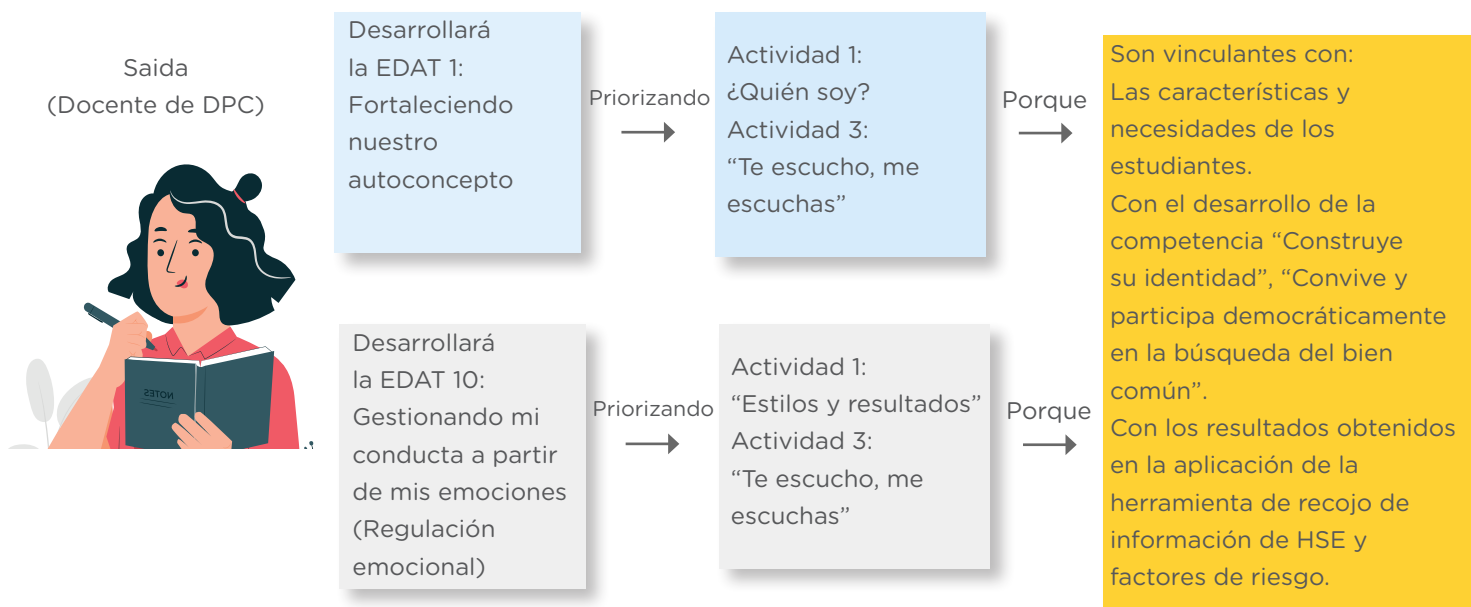 Saida
(Docente de DPC)
Desarrollará
la EDAT 1:
Fortaleciendo
nuestro
autoconcepto
Priorizando
Actividad 1:
¿Quién soy?
Actividad 3:
“Te escucho, me
escuchas”
Porque
Desarrollará
la EDAT 10:
Gestionando mi
conducta a partir
de mis emociones
(Regulación
emocional)
Priorizando
Actividad 1:
“Estilos y resultados”
Actividad 3:
“Te escucho, me
escuchas”
Porque
Son vinculantes con:
Las características y
necesidades de los
estudiantes.
Con el desarrollo de la
competencia “Construye
su identidad”, “Convive y
participa democráticamente
en la búsqueda del bien
común”.
Con los resultados obtenidos
en la aplicación de la
herramienta de recojo de
información de HSE y
factores de riesgo.
NOTES